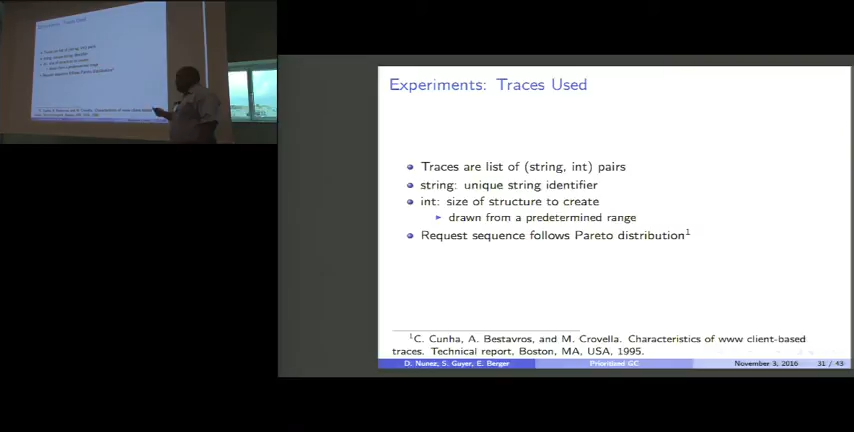 Experiments: Traces Used
Traces are list of (string, int) pairs
string: unique string identifier
int: size of structure to create
drawn from a predetermined range
Request sequence follows Pareto distribution1
1C. Cunha, A. Bestavros, and M. Crovella. Characteristics of www client-based
traces. Technical report, Boston, MA, USA, 1995.
D. Nunez, S. Guyer, E. Berger
Prioritized GC
November 3, 2016
31 / 43